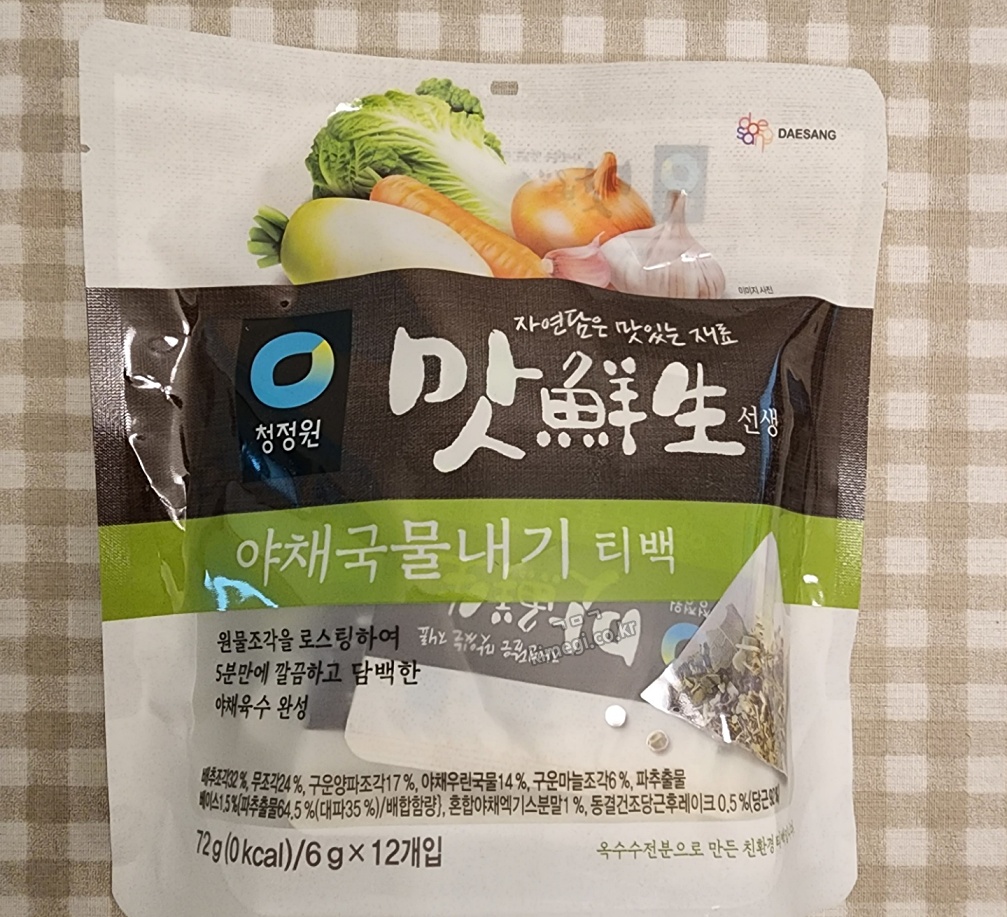 DAESANG
이미지 사진
자연담은 맛있는 재료
맛鮮生 선생
청정원
야채국물내기 티백
원물조각을 로스팅하여
5분만에 깔끔하고 담백한
야채육수 완성
rimegi.co.kr
배추조각32%, 무조각24%, 구운양파조각17%, 야채우린국물14%, 구운마늘조각6%, 파추출물
베이스1.5%{파추출물64.5%(대파35%)/배합함량}, 혼합야채엑기스분말1%, 동결건조당근후레이크 0.5%(당근
72g(0kcal)/6g×12개입
옥수수전분으로 만든 친환경